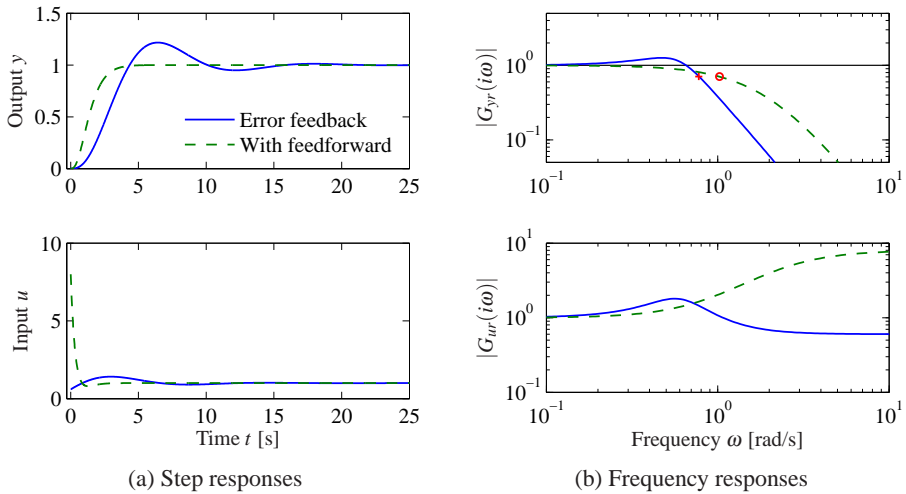 1.5
1
0.5
0
Output y
Error feedback
With feedforward
0 5 10 15 20 25
10
5
0
Input u
0 5 10 15 20 25
Time t [s]
(a) Step responses
|G_yr(iω)|
10^0
10^−1
10^−1 10^0 10^1
|G_ur(iω)|
10^1
10^0
10^−1
10^−1 10^0 10^1
Frequency ω [rad/s]
(b) Frequency responses